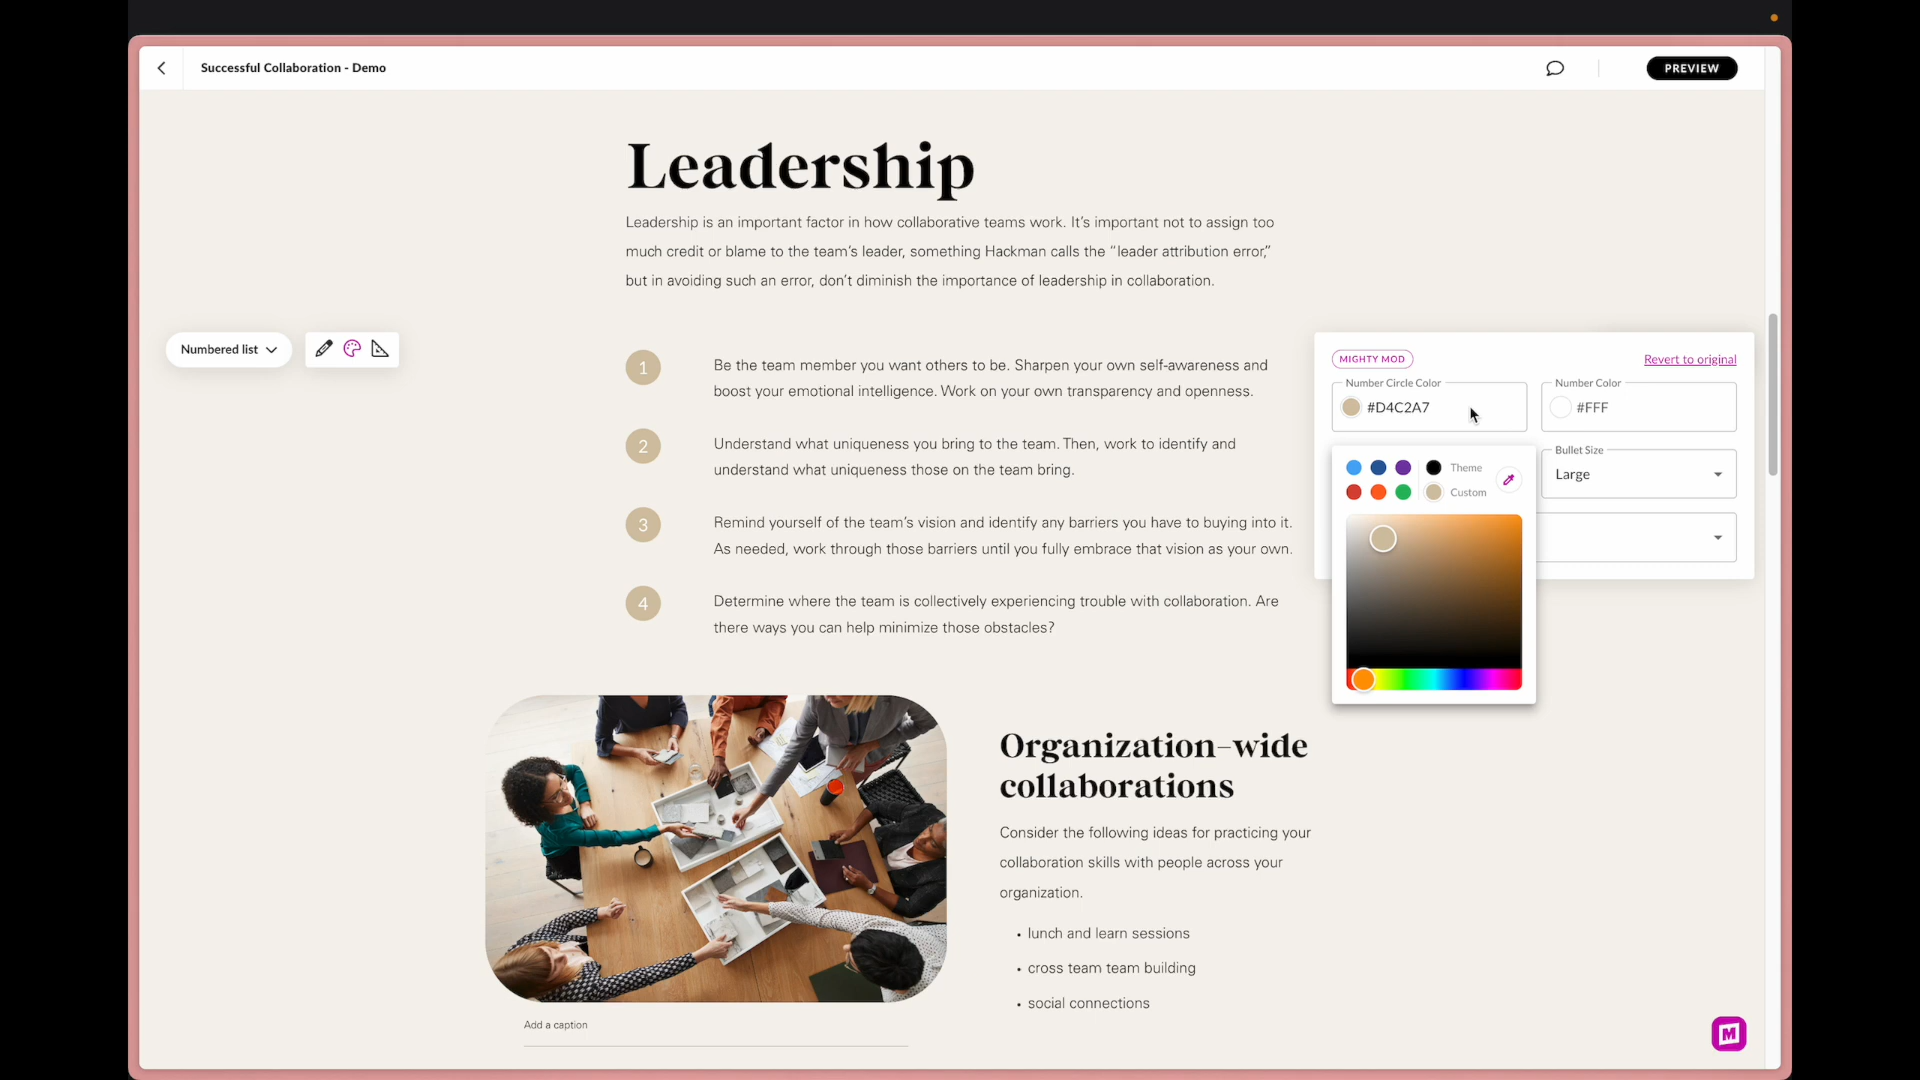 Successful Collaboration - Demo
PREVIEW
Leadership
Leadership is an important factor in how collaborative teams work. It's important not to assign too
much credit or blame to the team's leader, something Hackman calls the "leader attribution error,"
but in avoiding such an error, don't diminish the importance of leadership in collaboration.
Numbered list
1
Be the team member you want others to be. Sharpen your own self-awareness and
boost your emotional intelligence. Work on your own transparency and openness.
2
Understand what uniqueness you bring to the team. Then, work to identify and
understand what uniqueness those on the team bring.
3
Remind yourself of the team's vision and identify any barriers you have to buying into it.
As needed, work through those barriers until you fully embrace that vision as your own.
4
Determine where the team is collectively experiencing trouble with collaboration. Are
there ways you can help minimize those obstacles?
MIGHTY MOD
Revert to original
Number Circle Color
#D4C2A7
Number Color
#FFF
Bullet Size
Large
Theme
Custom
Organization-wide
collaborations
Consider the following ideas for practicing your
collaboration skills with people across your
organization.
• lunch and learn sessions
• cross team team building
• social connections
Add a caption
M